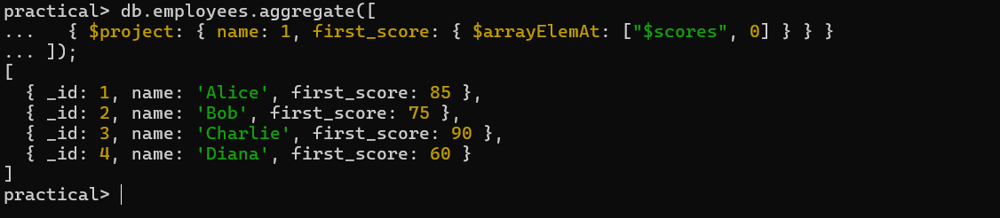 practical> db.employees.aggregate([
...   { $project: { name: 1, first_score: { $arrayElemAt: ["$scores", 0] } } }
... ]);
[
  { _id: 1, name: 'Alice', first_score: 85 },
  { _id: 2, name: 'Bob', first_score: 75 },
  { _id: 3, name: 'Charlie', first_score: 90 },
  { _id: 4, name: 'Diana', first_score: 60 }
]
practical>